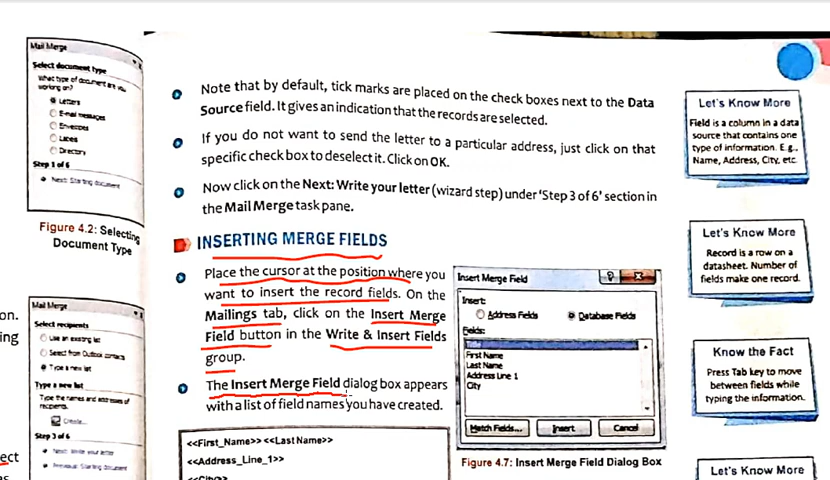 Mail Merge
Select document type
What type of document are you
working on?
Letters
E-mail messages
Envelopes
Labels
Directory
Step 1 of 6
Next: Starting document
Figure 4.2: Selecting
Document Type
Mail Merge
Select recipients
Use an existing list
Select from Outlook contacts
Type a new list
Type a new list
Type the names and addresses of
recipients.
Create...
Step 3 of 6
Next: Write your letter
Previous: Starting document
on.
ing
ect
Note that by default, tick marks are placed on the check boxes next to the Data
Source field. It gives an indication that the records are selected.
If you do not want to send the letter to a particular address, just click on that
specific check box to deselect it. Click on OK.
Now click on the Next: Write your letter (wizard step) under ‘Step 3 of 6’ section in
the Mail Merge task pane.
INSERTING MERGE FIELDS
Place the cursor at the position where you
want to insert the record fields. On the
Mailings tab, click on the Insert Merge
Field button in the Write & Insert Fields
group.
The Insert Merge Field dialog box appears
with a list of field names you have created.
<<First_Name>> <<Last Name>>
<<Address_Line_1>>
Insert Merge Field
Insert:
Address Fields
Database Fields
Fields:
First Name
Last Name
Address Line 1
City
Match Fields...
Insert
Cancel
Figure 4.7: Insert Merge Field Dialog Box
Let's Know More
Field is a column in a data
source that contains one
type of information. E.g.,
Name, Address, City, etc.
Let's Know More
Record is a row on a
datasheet. Number of
fields make one record.
Know the Fact
Press Tab key to move
between fields while
typing the information.
Let's Know More